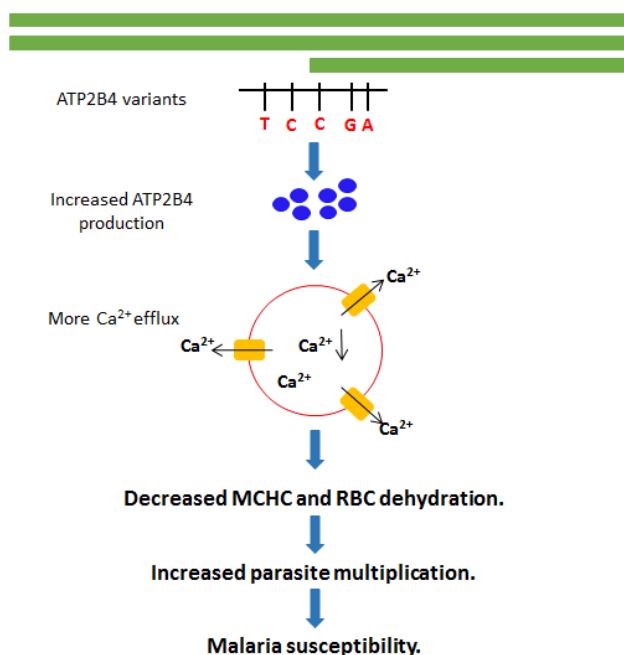 ATP2B4 variants
T C C G A
Increased ATP2B4
production
More Ca²⁺ efflux
Ca²⁺
Ca²⁺
Ca²⁺
Ca²⁺
Ca²⁺
Decreased MCHC and RBC dehydration.
Increased parasite multiplication.
Malaria susceptibility.